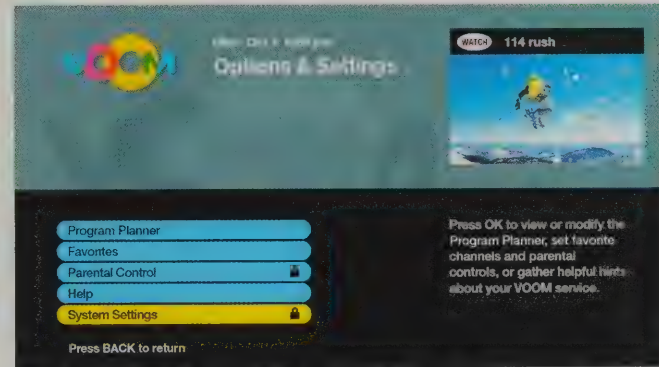 VOOM
Options & Settings
WATCH 114 rush
Program Planner
Favorites
Parental Control
Help
System Settings
Press BACK to return
Press OK to view or modify the
Program Planner, set favorite
channels and parental
controls, or gather helpful hints
about your VOOM service.